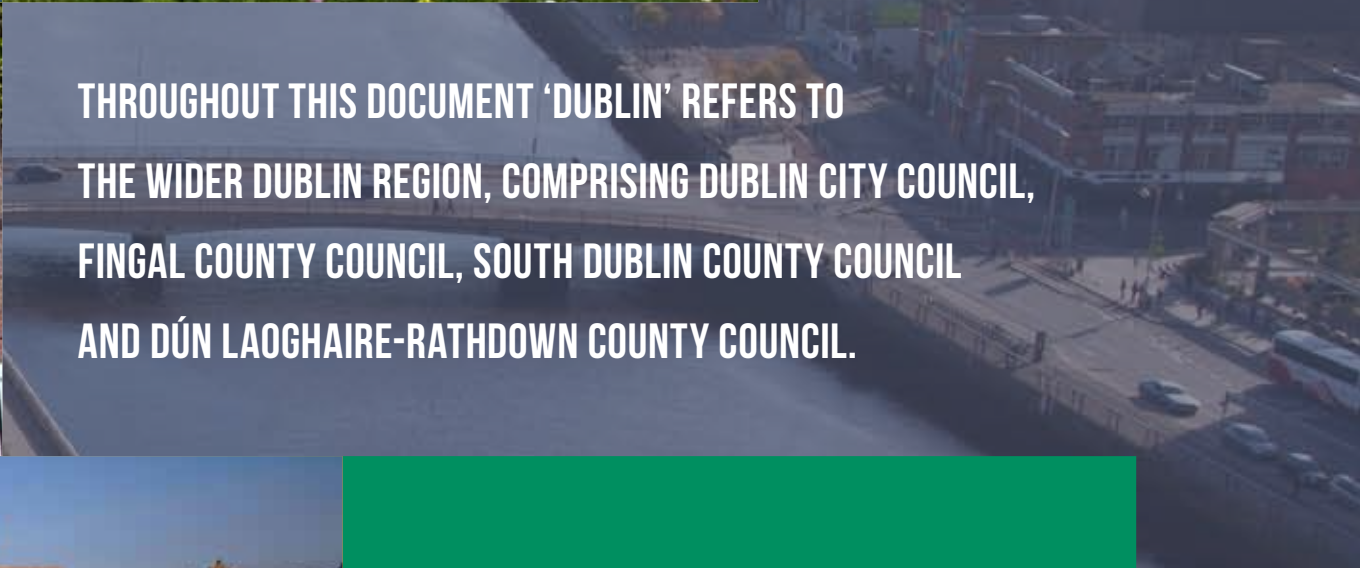 THROUGHOUT THIS DOCUMENT ‘DUBLIN’ REFERS TO
THE WIDER DUBLIN REGION, COMPRISING DUBLIN CITY COUNCIL,
FINGAL COUNTY COUNCIL, SOUTH DUBLIN COUNTY COUNCIL
AND DÚN LAOGHAIRE-RATHDOWN COUNTY COUNCIL.